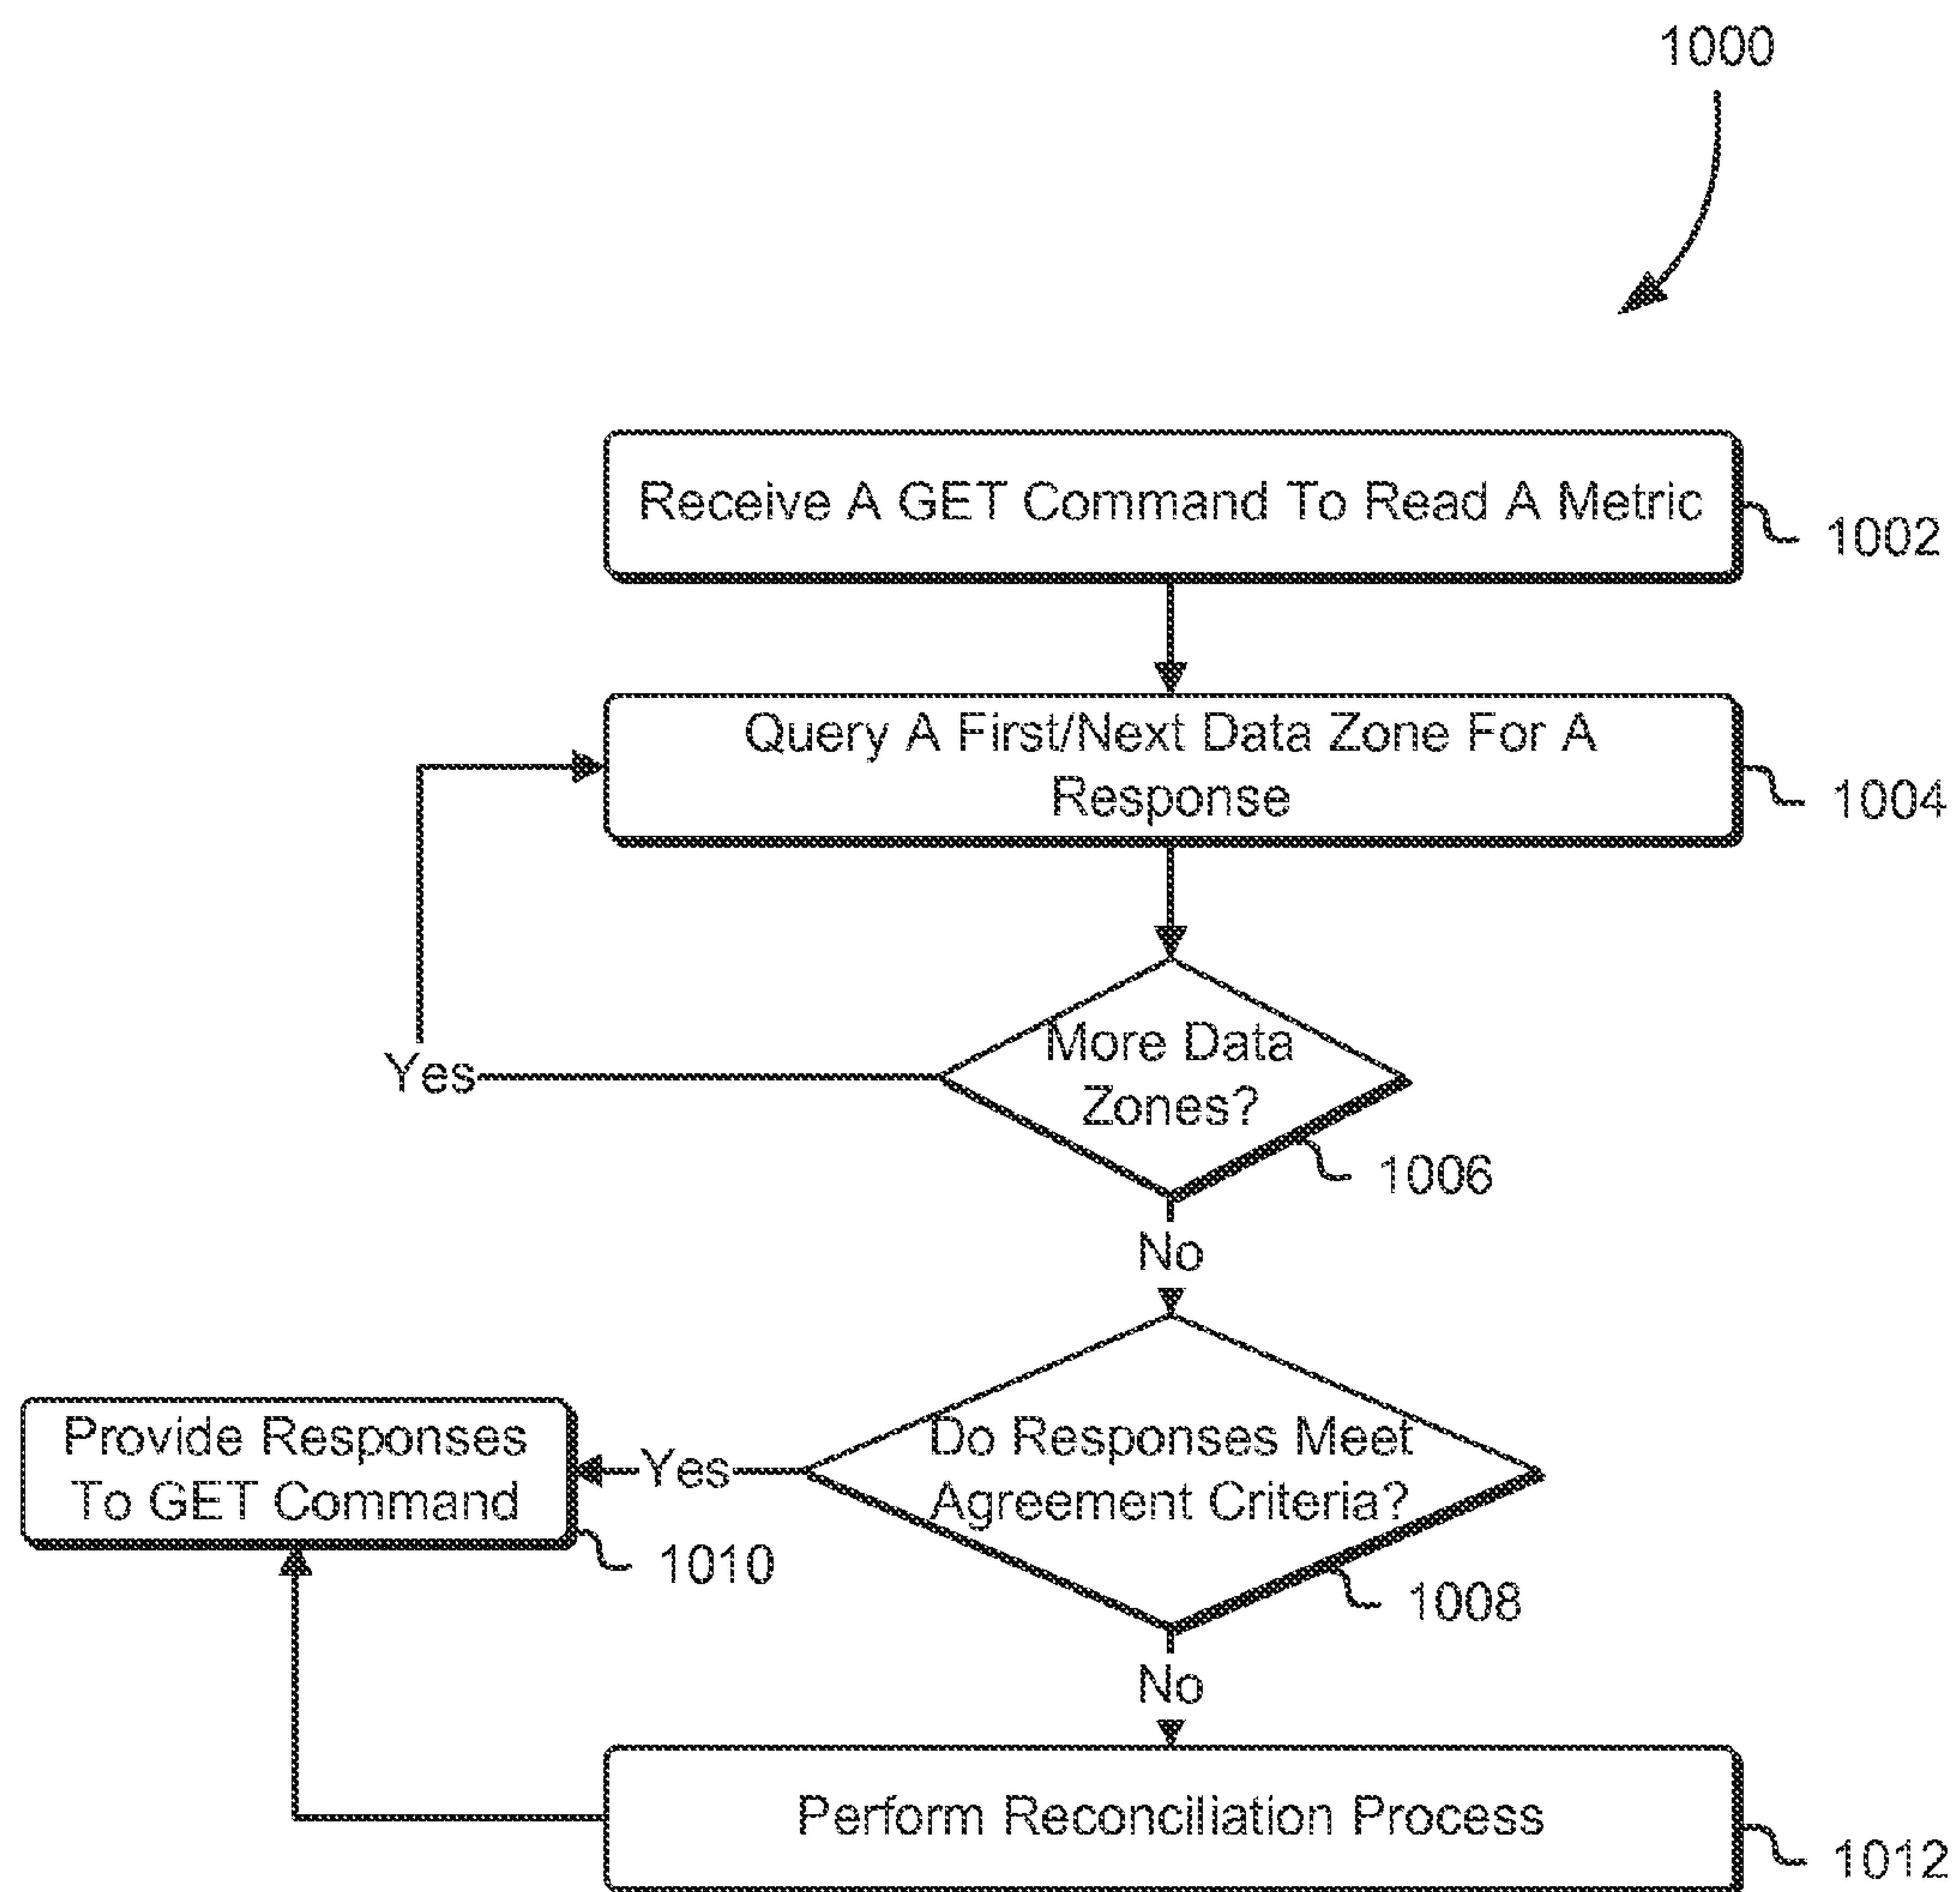 1000
Receive A GET Command To Read A Metric
1002
Query A First/Next Data Zone For A
Response
1004
More Data
Zones?
Yes
1006
No
Do Responses Meet
Agreement Criteria?
Yes
Provide Responses
To GET Command
1010
1008
No
Perform Reconciliation Process
1012